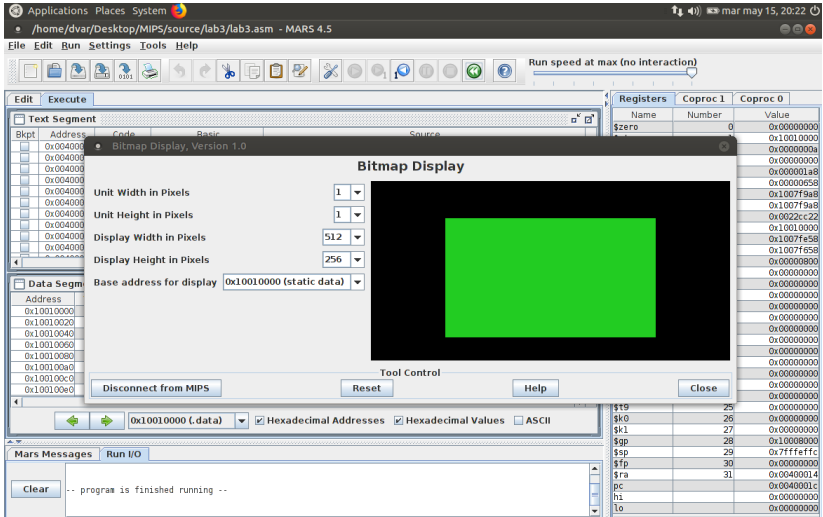 Applications Places System mar may 15, 20:22
/home/dvar/Desktop/MIPS/source/lab3/lab3.asm - MARS 4.5
File Edit Run Settings Tools Help
Run speed at max (no interaction)
Edit Execute
Text Segment
Bkpt Address Code Basic Source
0x004000
0x004000
0x004000
0x004000
0x004000
0x004000
0x004000
0x004000
0x004000
0x004000
Bitmap Display, Version 1.0
Bitmap Display
Unit Width in Pixels 1
Unit Height in Pixels 1
Display Width in Pixels 512
Display Height in Pixels 256
Base address for display 0x10010000 (static data)
Tool Control
Disconnect from MIPS Reset Help Close
Data Segm
Address
0x10010000
0x10010020
0x10010040
0x10010060
0x10010080
0x100100a0
0x100100c0
0x100100e0
0x10010000 (.data) Hexadecimal Addresses Hexadecimal Values ASCII
Mars Messages Run I/O
Clear
-- program is finished running --
Registers Coproc 1 Coproc 0
Name Number Value
$zero 0 0x00000000
0x10010000
0x0000000a
0x00000000
0x000001a8
0x00000658
0x1007f9a8
0x1007f9a8
0x0022cc22
0x10010000
0x1007fe58
0x1007f658
0x00000800
0x00000000
0x00000000
0x00000000
0x00000000
0x00000000
0x00000000
0x00000000
0x00000000
0x00000000
0x00000000
0x00000000
0x00000000
$t9 25 0x00000000
$k0 26 0x00000000
$k1 27 0x00000000
$gp 28 0x10008000
$sp 29 0x7fffeffc
$fp 30 0x00000000
$ra 31 0x00400014
pc 0x0040001c
hi 0x00000000
lo 0x00000000